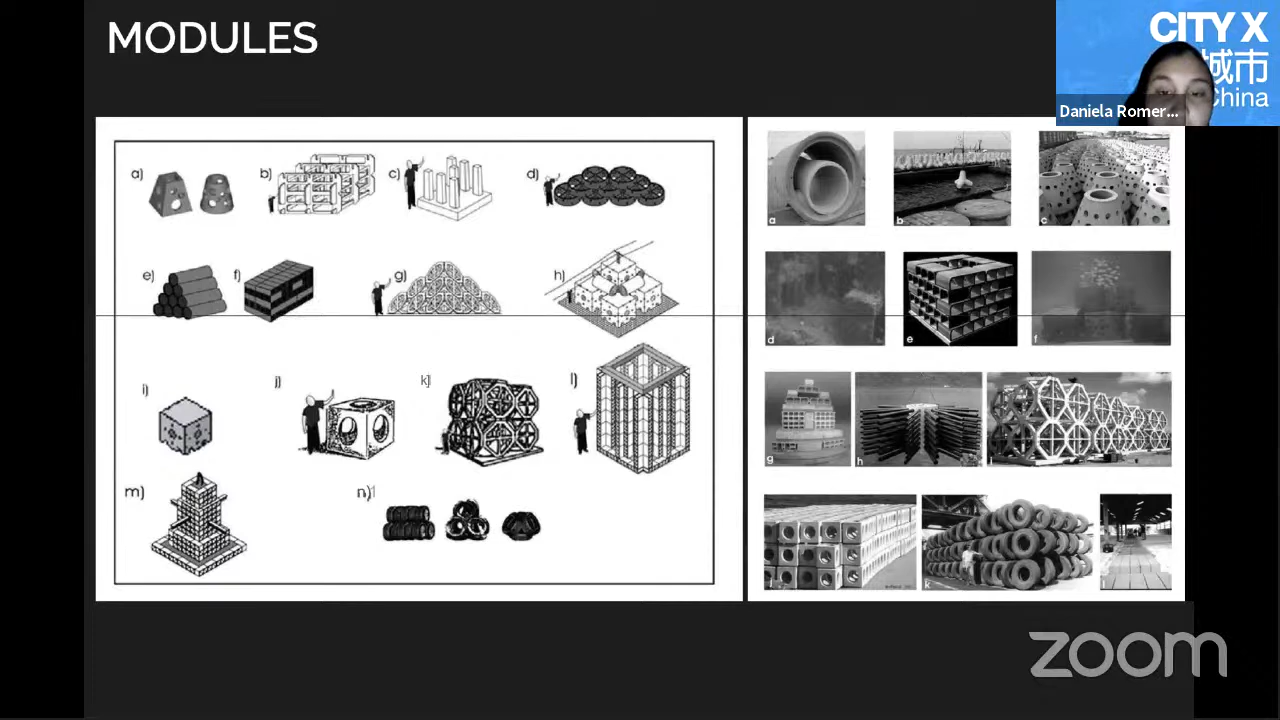 MODULES
CITY X
城市
China
Daniela Romer...
a)
b)
c)
d)
e)
f)
g)
h)
i)
j)
k)
l)
m)
n)
a
b
c
d
e
f
g
h
i
j
k
zoom